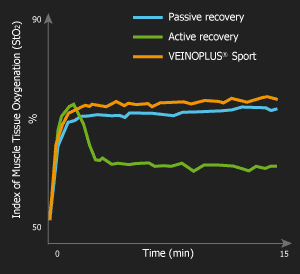 90
Passive recovery
Active recovery
VEINOPLUS® Sport
Index of Muscle Tissue Oxygenation (StO2)
%
50
0
Time (min)
15